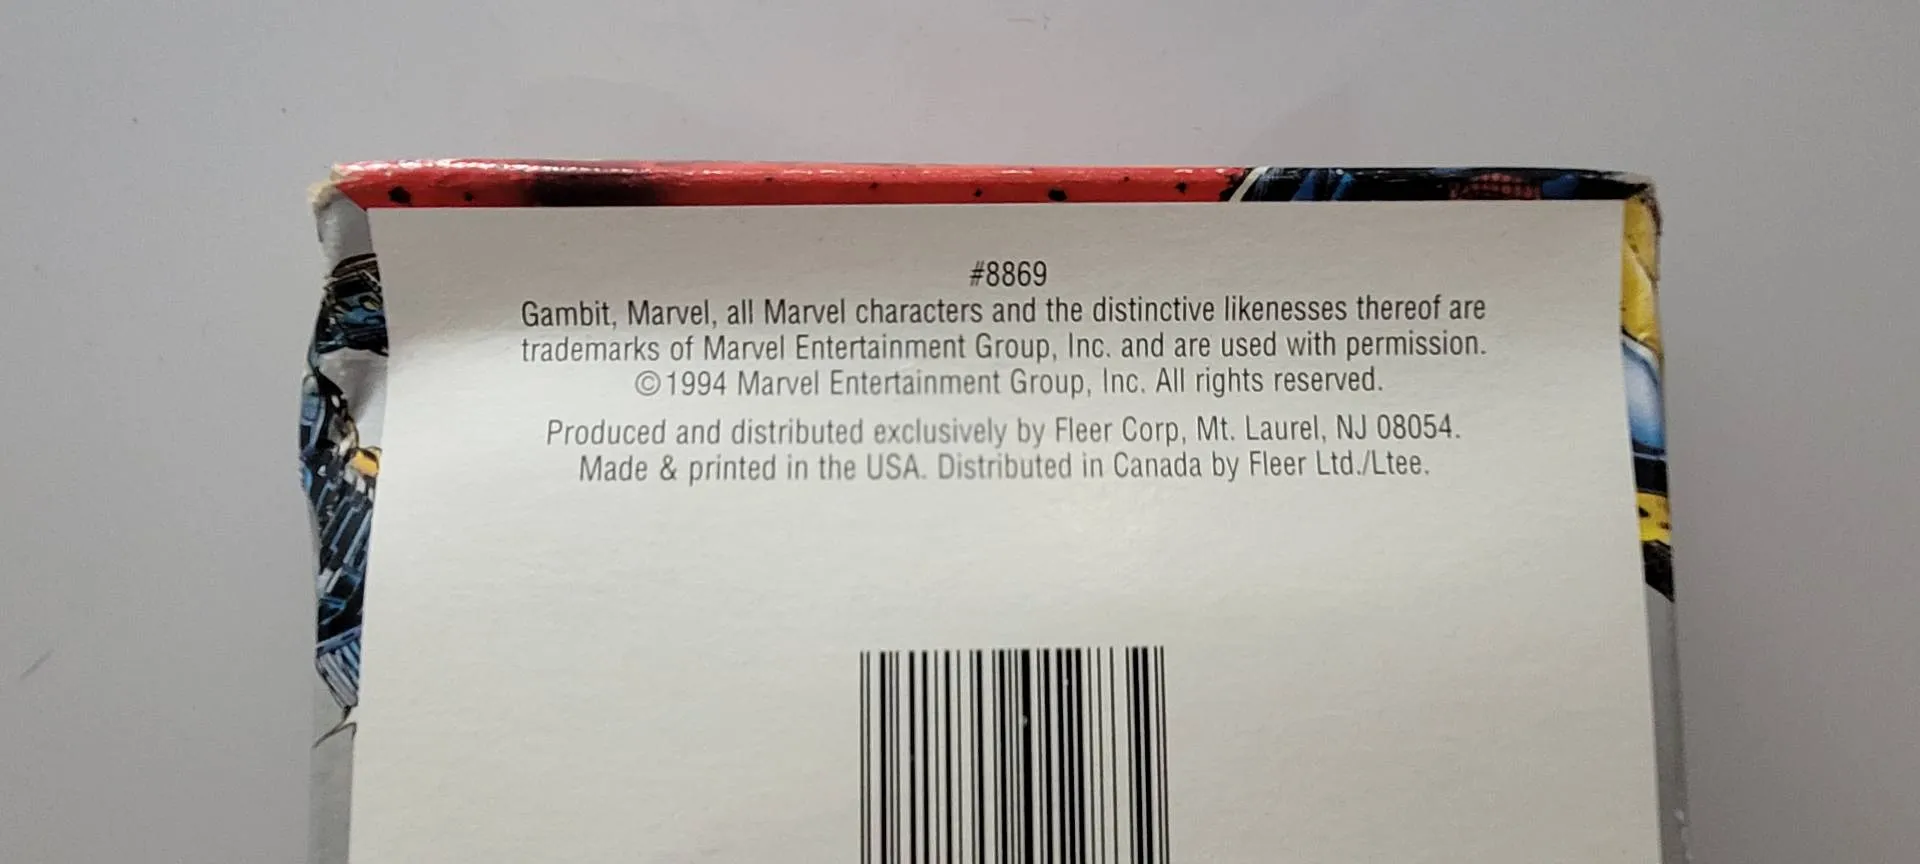 #8869
Gambit, Marvel, all Marvel characters and the distinctive likenesses thereof are
trademarks of Marvel Entertainment Group, Inc. and are used with permission.
©1994 Marvel Entertainment Group, Inc. All rights reserved.
Produced and distributed exclusively by Fleer Corp, Mt. Laurel, NJ 08054.
Made & printed in the USA. Distributed in Canada by Fleer Ltd./Ltee.